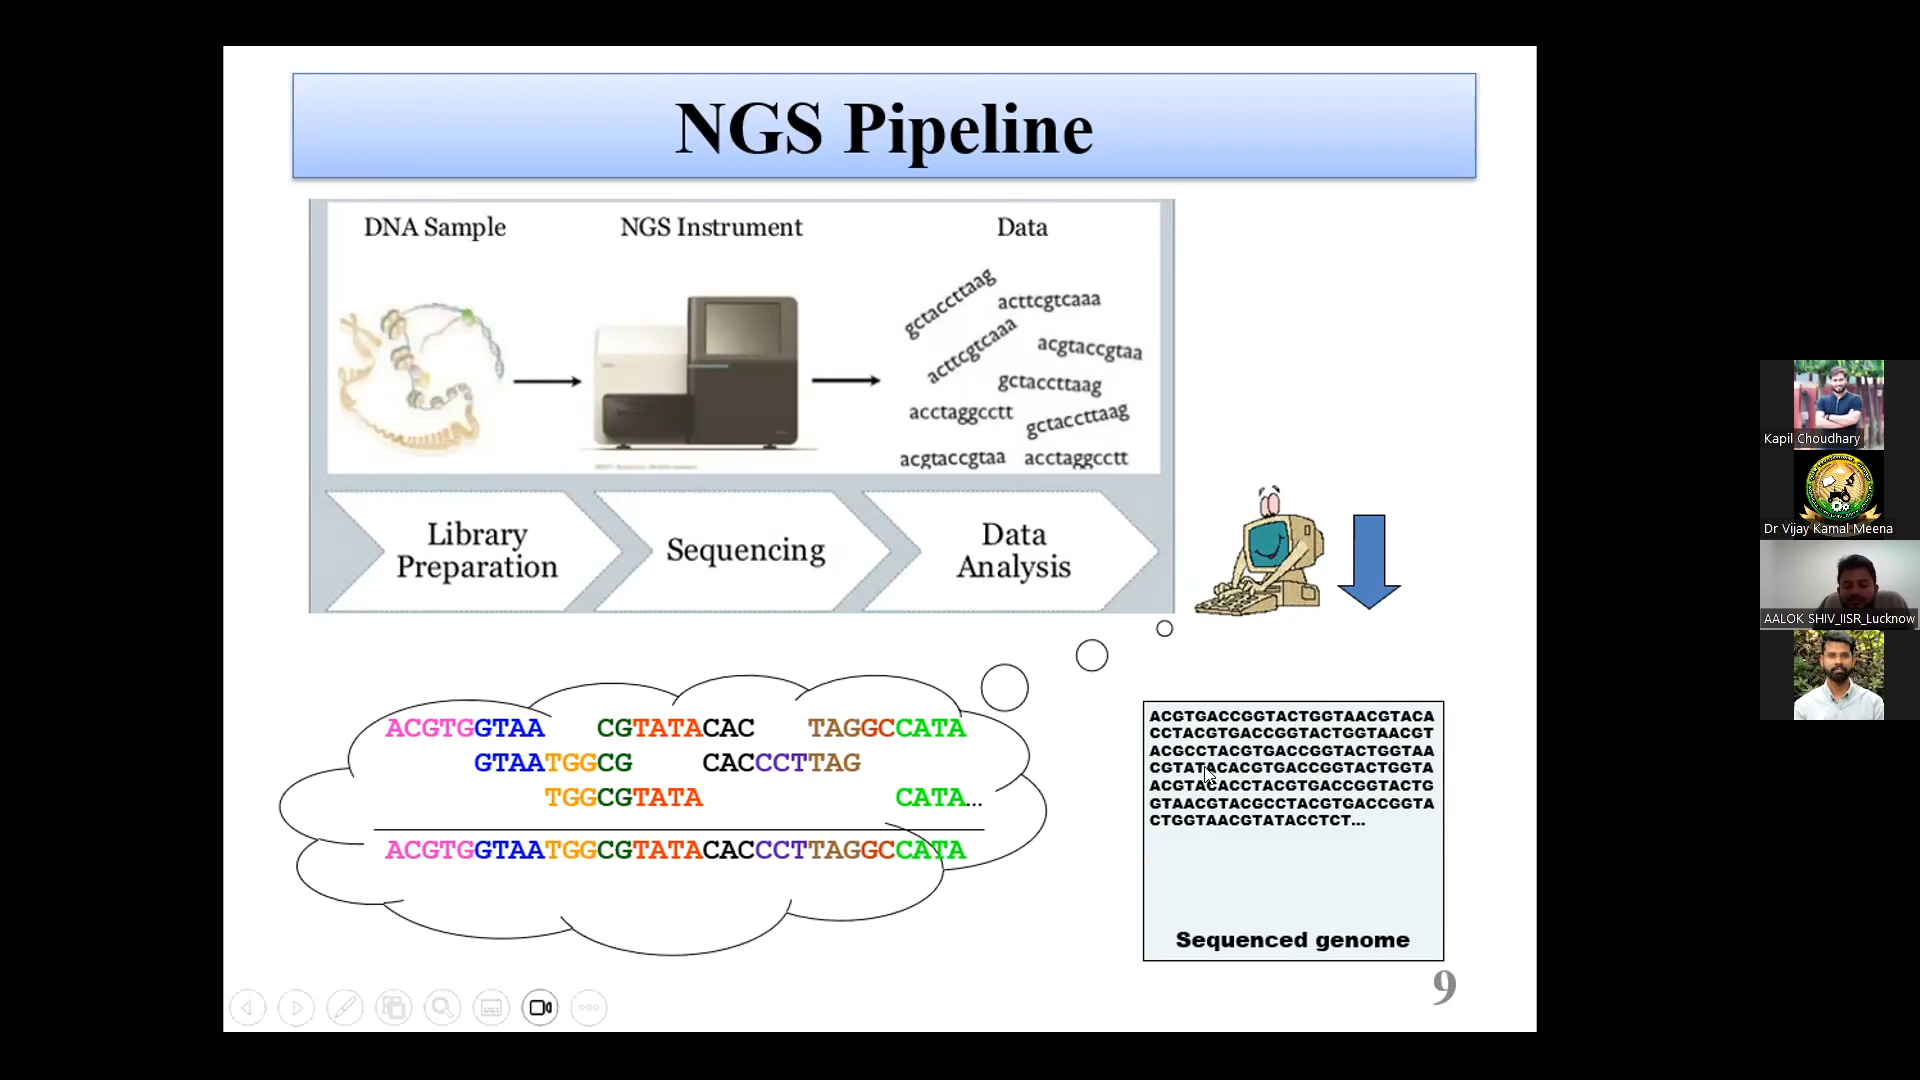 NGS Pipeline
DNA Sample
NGS Instrument
Data
gctaccttaag
acttcgtcaaa
acttcgtcaaa
acgtaccgtaa
gctaccttaag
acctaggcctt
gctaccttaag
acgtaccgtaa
acctaggcctt
Library
Preparation
Sequencing
Data
Analysis
ACGTGGTAA CGTATACAC TAGGCCATA
GTAATGGCG CACCCTTAG
TGGCGTATA CATA...
ACGTGGTAATGGCGTATACACCCTTAGGCCATA
ACGTGACCGGTACTGGTAACGTACA
CCTACGTGACCGGTACTGGTAACGT
ACGCCTACGTGACCGGTACTGGTAA
CGTATACACGTGACCGGTACTGGTA
ACGTACACCTACGTGACCGGTACTG
GTAACGTACGCCTACGTGACCGGTA
CTGGTAACGTATACCTCT...
Sequenced genome
9
Kapil Choudhary
Dr Vijay Kamal Meena
AALOK SHIV_IISR_Lucknow